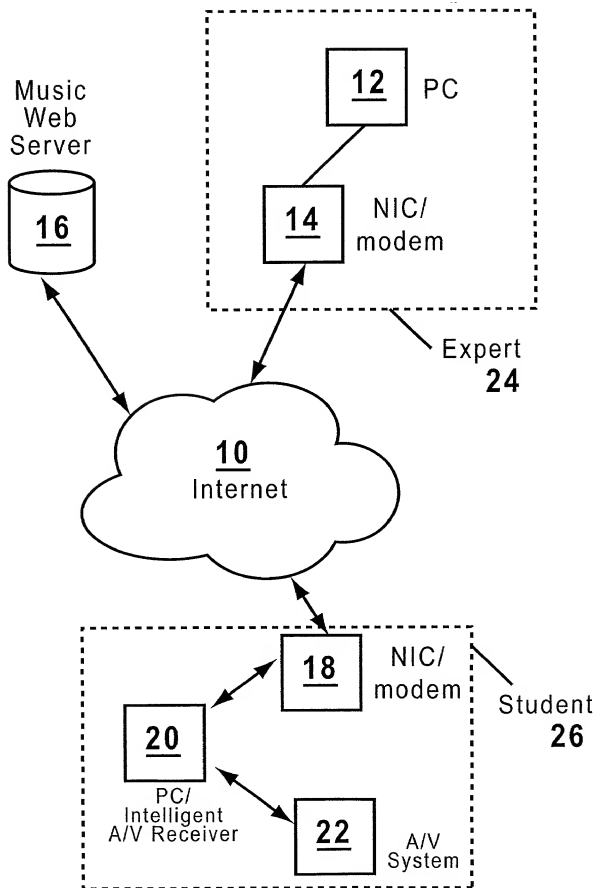 12
PC
Music
Web
Server
16
14
NIC/
modem
Expert
24
10
Internet
18
NIC/
modem
Student
26
20
PC/
Intelligent
A/V Receiver
22
A/V
System